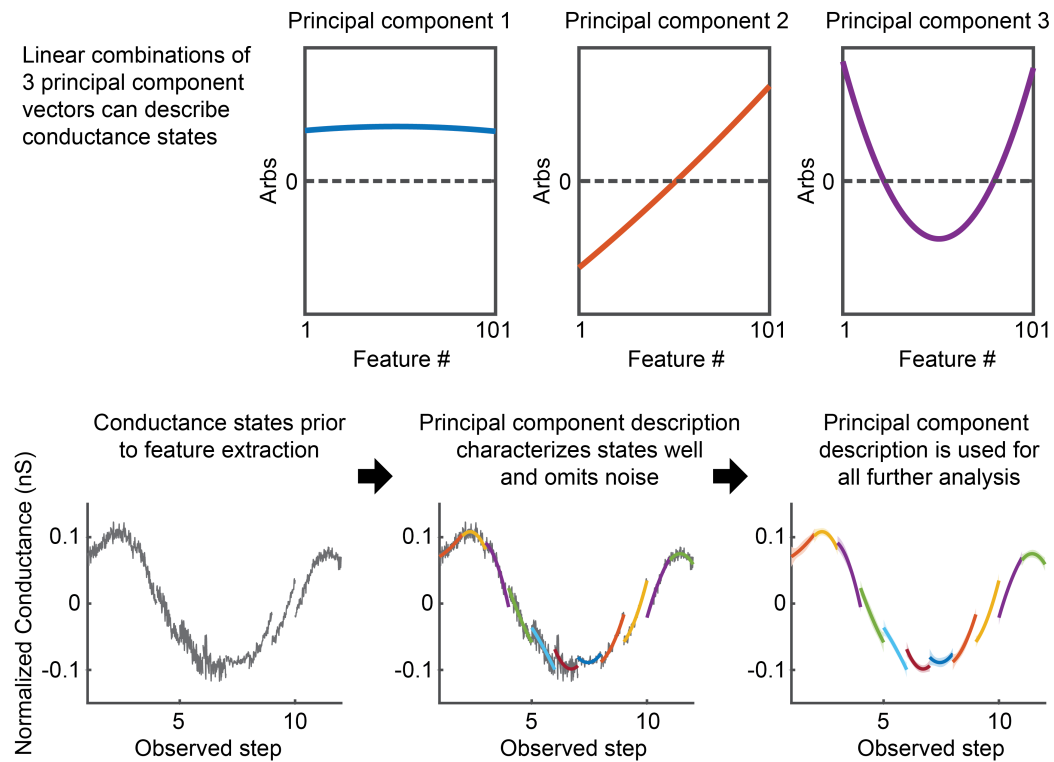 Principal component 1
Principal component 2
Principal component 3
Linear combinations of
3 principal component
vectors can describe
conductance states
Arbs
0
1
101
Feature #
Arbs
0
1
101
Feature #
Arbs
0
1
101
Feature #
Conductance states prior
to feature extraction
Principal component description
characterizes states well
and omits noise
Principal component
description is used for
all further analysis
Normalized Conductance (nS)
0.1
0
-0.1
5
10
Observed step
0.1
0
-0.1
5
10
Observed step
0.1
0
-0.1
5
10
Observed step